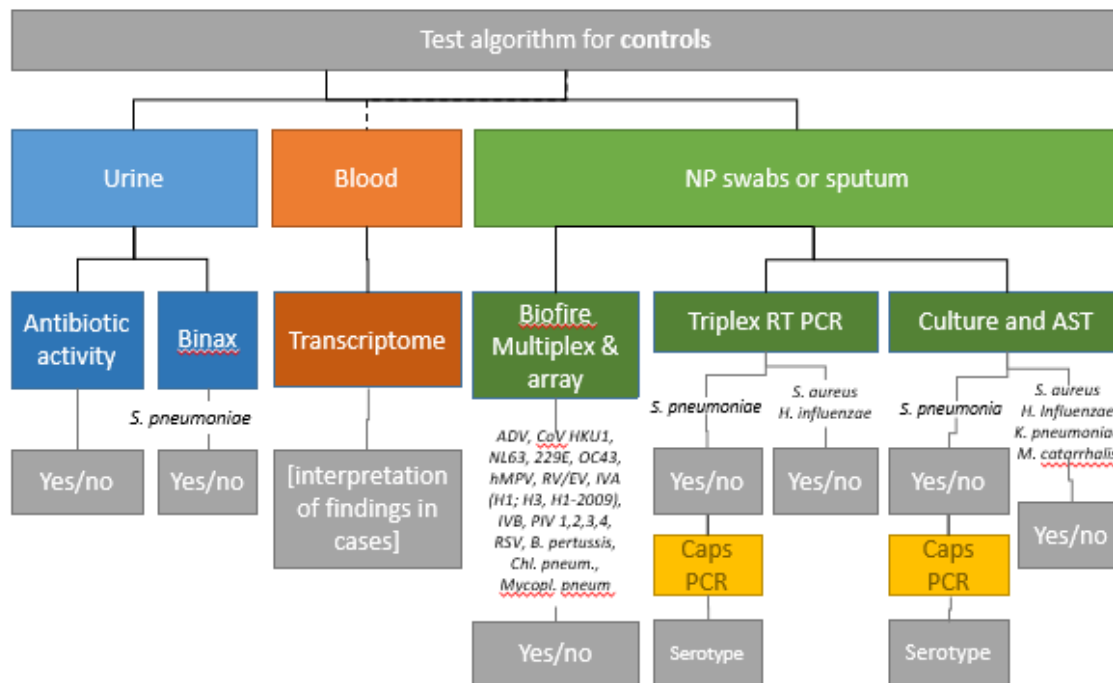 Test algorithm for controls
Urine
Blood
NP swabs or sputum
Antibiotic
activity
Binax
Transcriptome
Biofire
Multiplex &
array
Triplex RT PCR
Culture and AST
S. pneumoniae
S. pneumoniae
S. aureus
H. influenzae
S. pneumonia
S. aureus
H. Influenzae
K. pneumoniae
M. catarrhalis
Yes/no
Yes/no
[interpretation
of findings in
cases]
ADV, CoV HKU1,
NL63, 229E, OC43,
hMPV, RV/EV, IVA
(H1; H3, H1-2009),
IVB, PIV 1,2,3,4,
RSV, B. pertussis,
Chl. pneum.,
Mycopl. pneum
Yes/no
Yes/no
Yes/no
Yes/no
Caps
PCR
Caps
PCR
Yes/no
Serotype
Serotype